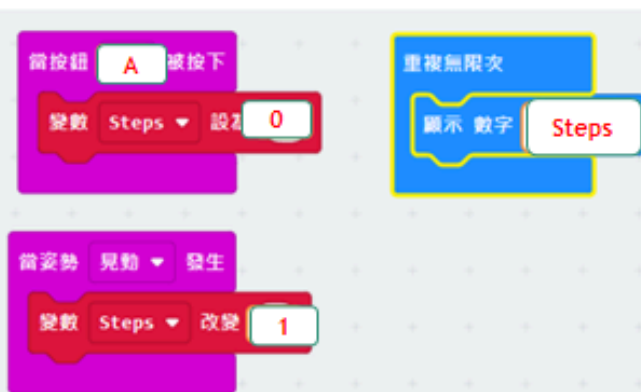 當按鈕 A 被按下
變數 Steps 設為 0
重複無限次
顯示 數字 Steps
當姿勢 晃動 發生
變數 Steps 改變 1